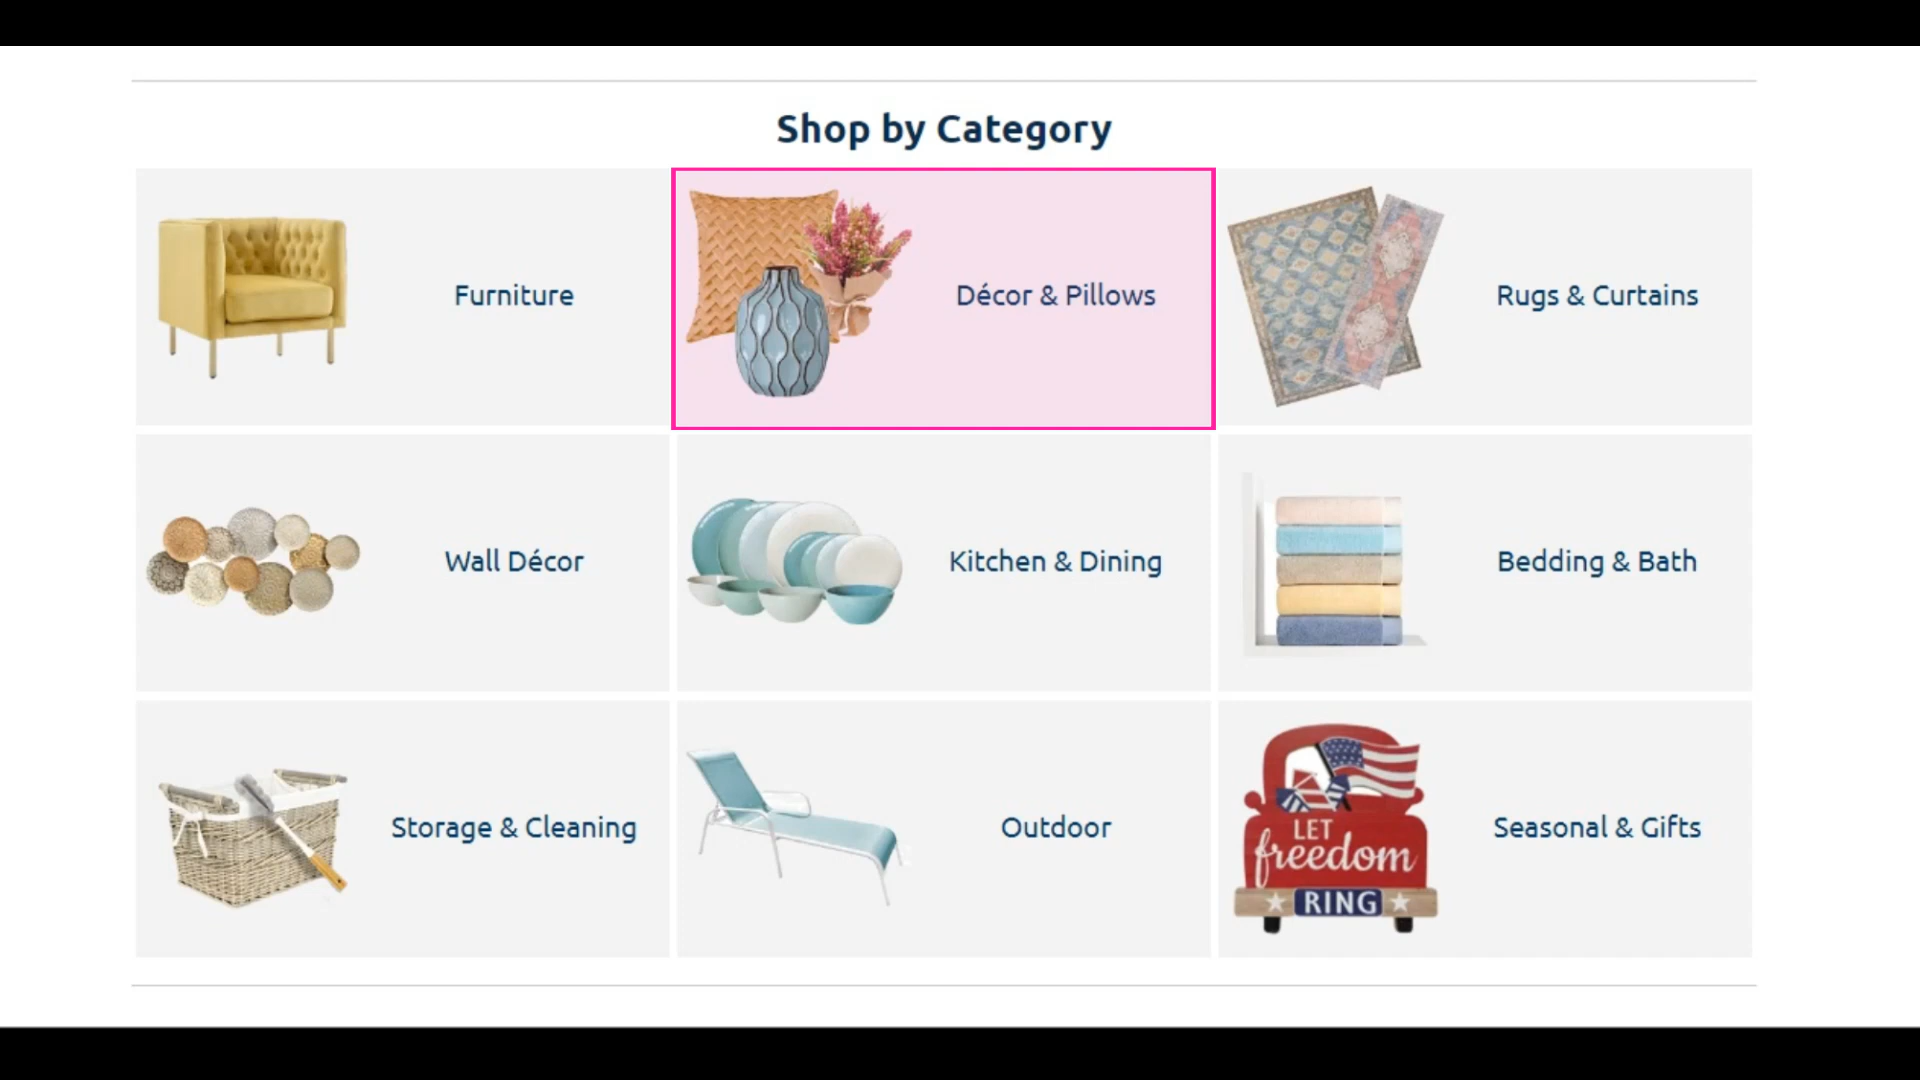 Shop by Category
Furniture
Décor & Pillows
Rugs & Curtains
Wall Décor
Kitchen & Dining
Bedding & Bath
Storage & Cleaning
Outdoor
LET
freedom
RING
Seasonal & Gifts